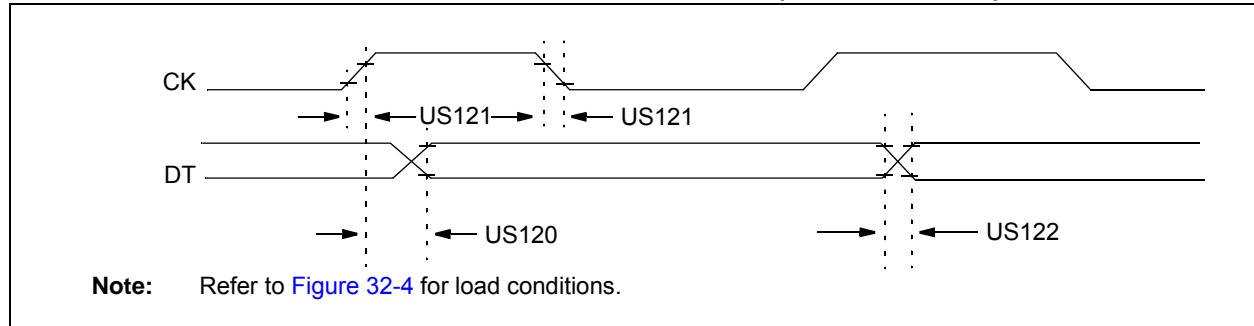 CK
US121
US121
DT
US120
US122
Note: Refer to Figure 32-4 for load conditions.